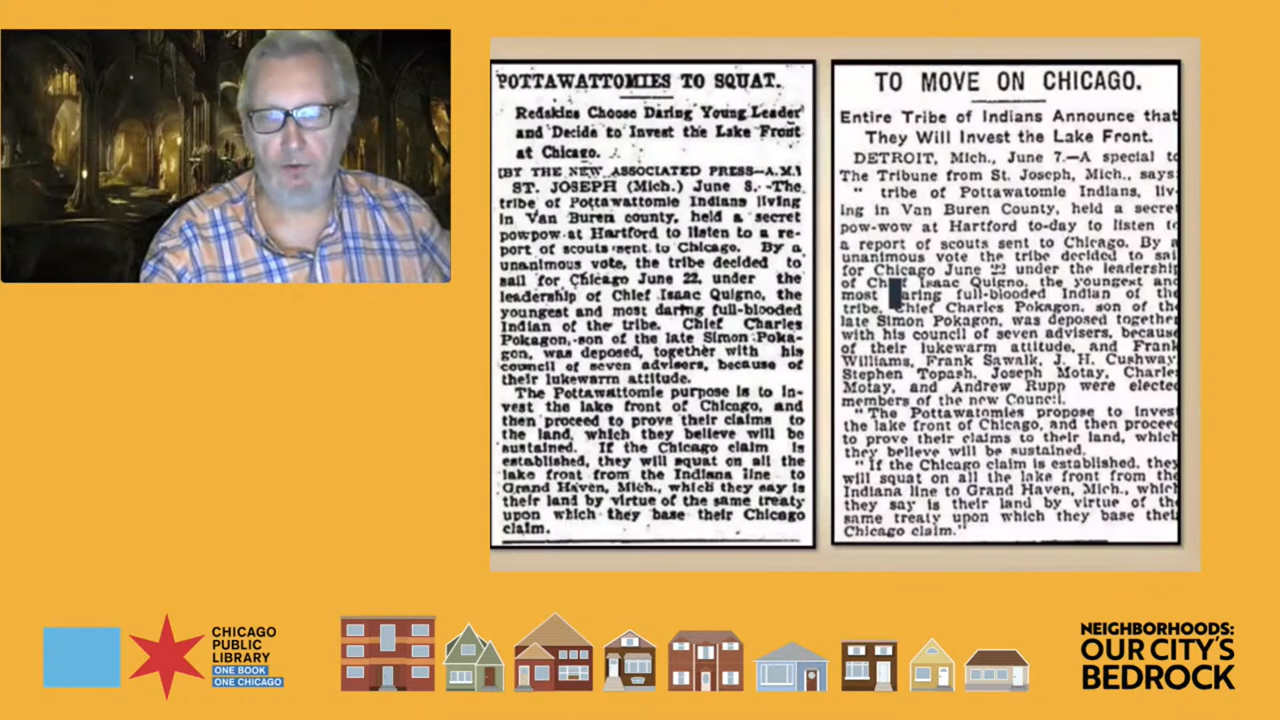 POTTAWATTOMIES TO SQUAT.
Redskins Choose Daring Young Leader
and Decide to Invest the Lake Front
at Chicago.
[BY THE NEW ASSOCIATED PRESS—A.M.]
ST. JOSEPH (Mich.) June 8.-The
tribe of Pottawattomie Indians living
in Van Buren county, held a secret
powpow at Hartford to listen to a re-
port of scouts sent to Chicago. By a
unanimous vote, the tribe decided to
sail for Chicago June 22, under the
leadership of Chief Isaac Quigno, the
youngest and most daring full-blooded
Indian of the tribe. Chief Charles
Pokagon, son of the late Simon Poka-
gon, was deposed, together with his
council of seven advisers, because of
their lukewarm attitude.
The Pottawattomie purpose is to in-
vest the lake front of Chicago, and
then proceed to prove their claims to
the land, which they believe will be
sustained. If the Chicago claim is
established, they will squat on all the
lake front from the Indiana line to
Grand Haven, Mich., which they say is
their land by virtue of the same treaty
upon which they base their Chicago
claim.
TO MOVE ON CHICAGO.
Entire Tribe of Indians Announce that
They Will Invest the Lake Front.
DETROIT, Mich., June 7.—A special to
The Tribune from St. Joseph, Mich., says:
" tribe of Pottawatomie Indians, liv-
ing in Van Buren County, held a secret
pow-wow at Hartford to-day to listen to
a report of scouts sent to Chicago. By a
unanimous vote the tribe decided to sail
for Chicago June 22 under the leadership
of Chief Isaac Quigno, the youngest and
most aring full-blooded Indian of the
tribe. Chief Charles Pokagon, son of the
late Simon Pokagon, was deposed together
with his council of seven advisers, because
of their lukewarm attitude, and Frank
Williams, Frank Sawalk, J. H. Cushway
Stephen Topash, Joseph Motay, Charles
Motay, and Andrew Rupp were elected
members of the new Council.
"The Pottawatomies propose to invest
the lake front of Chicago, and then proceed
to prove their claims to their land, which
they believe will be sustained.
"If the Chicago claim is established, they
will squat on all the lake front from the
Indiana line to Grand Haven, Mich., which
they say is their land by virtue of the
same treaty upon which they base their
Chicago claim."
CHICAGO
PUBLIC
LIBRARY
ONE BOOK
ONE CHICAGO
NEIGHBORHOODS:
OUR CITY'S
BEDROCK